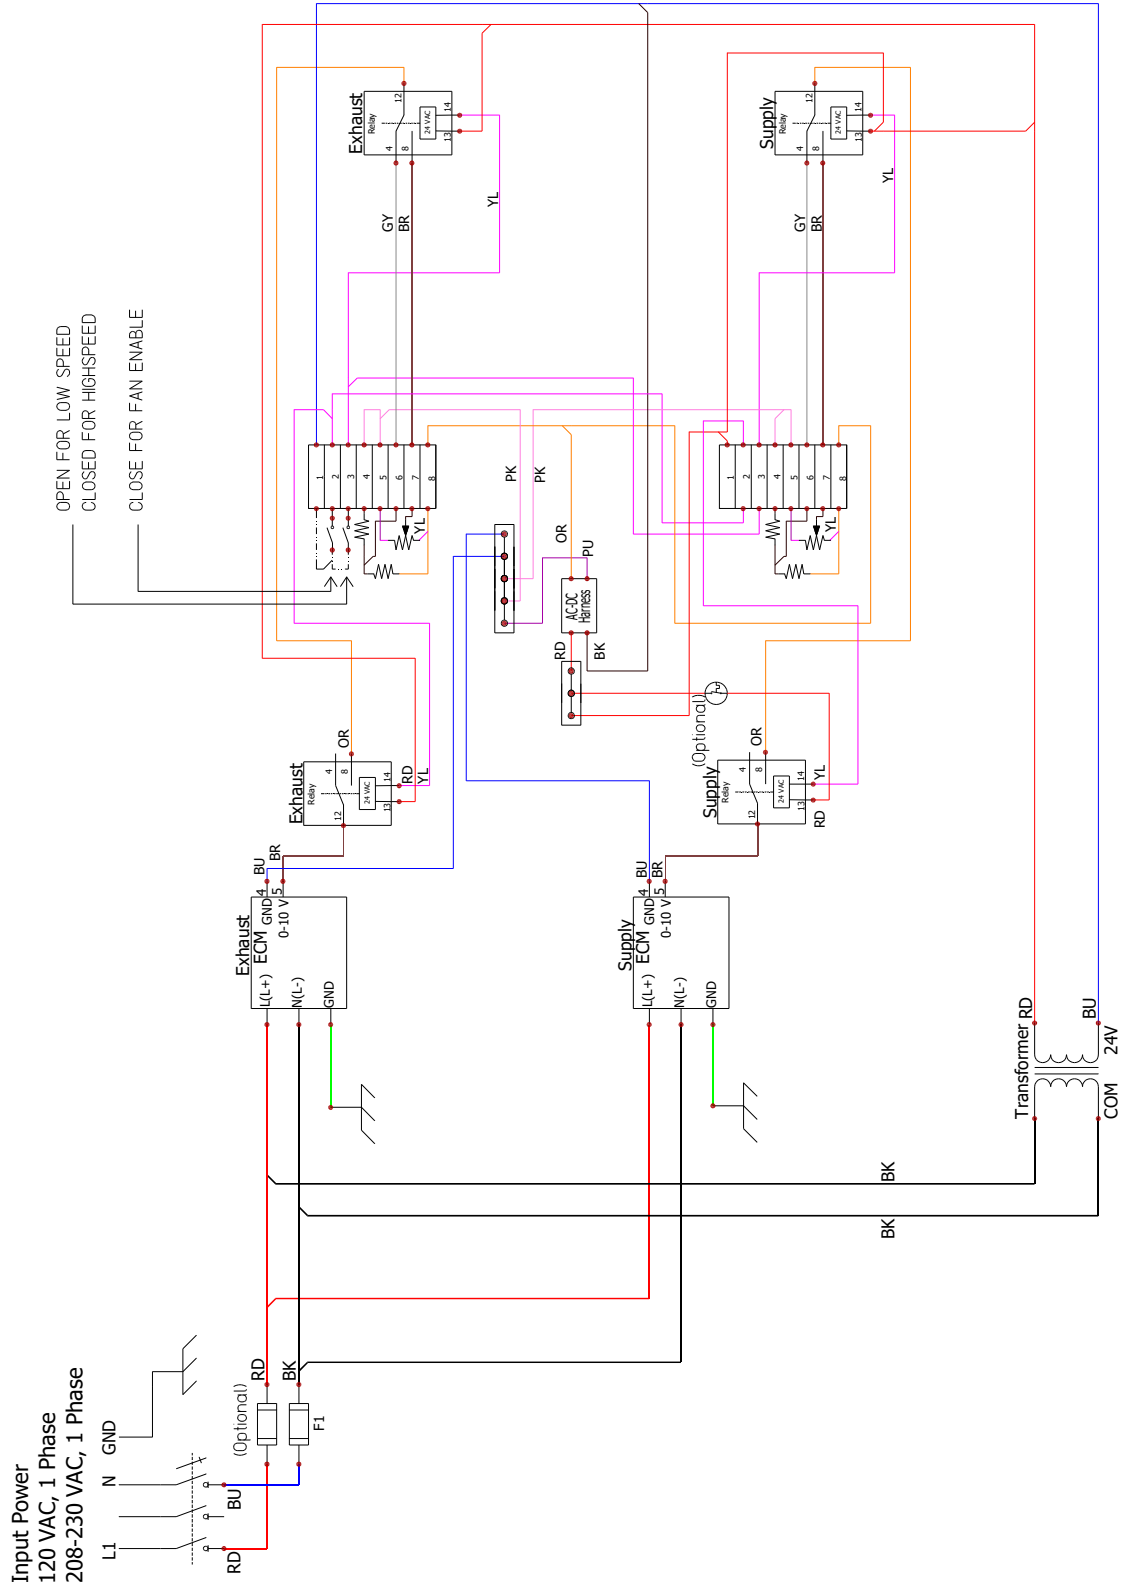 OPEN FOR LOW SPEED
CLOSED FOR HIGHSPEED
CLOSE FOR FAN ENABLE
Exhaust
Relay
12
4
8
24 VAC
14
13
GY
BR
YL
Supply
Relay
12
4
8
24 VAC
14
13
GY
BR
YL
1
2
3
4
5
6
7
8
YL
1
2
3
4
5
6
7
8
YL
PK
PK
OR
PU
AC-DC
Harness
RD
BK
(Optional)
Exhaust
Relay
4
8
12
24 VAC
14
13
OR
RD
YL
Supply
Relay
4
8
12
24 VAC
14
13
OR
YL
RD
BU
BR
4
5
Exhaust
ECM
GND
0-10 V
L(L+)
N(L-)
GND
BU
BR
4
5
Supply
ECM
GND
0-10 V
L(L+)
N(L-)
GND
Transformer
RD
BU
24V
COM
BK
BK
(Optional)
RD
BK
F1
Input Power
120 VAC, 1 Phase
208-230 VAC, 1 Phase
L1
N
GND
RD
BU